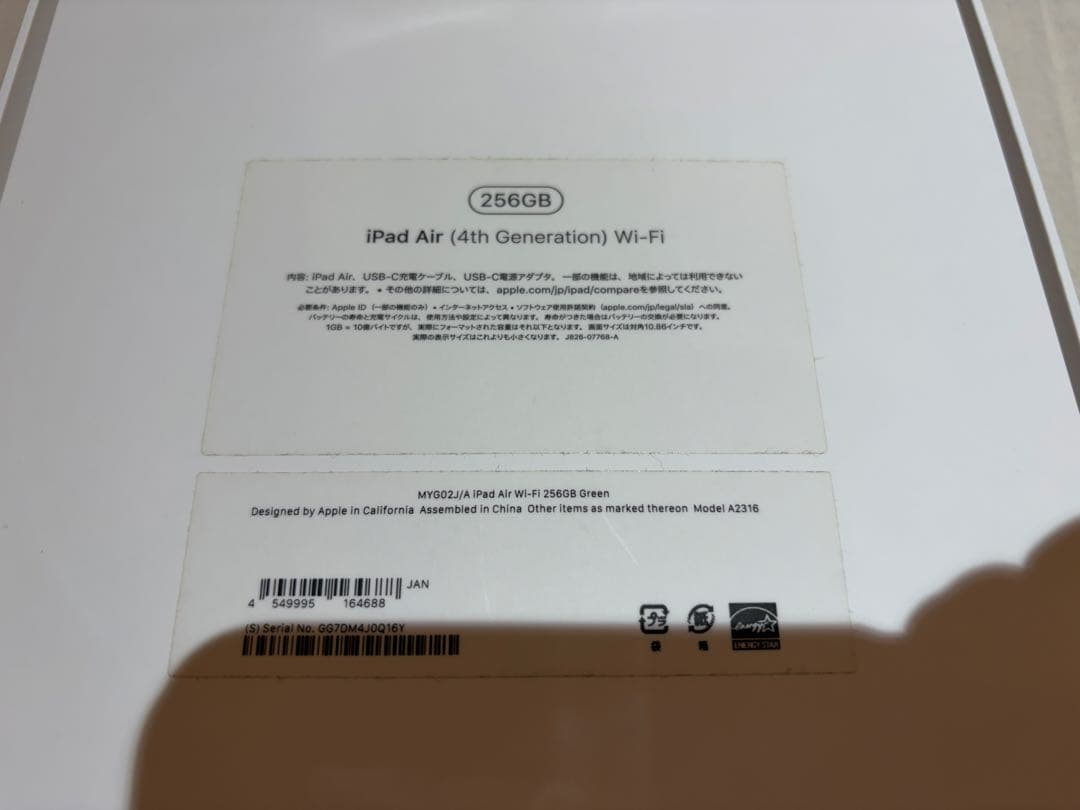 256GB
iPad Air (4th Generation) Wi-Fi
内容: iPad Air、USB-C充電ケーブル、USB-C電源アダプタ。一部の機能は、地域によっては利用できない
ことがあります。• その他の詳細については、apple.com/jp/ipad/compareを参照してください。
必要条件: Apple ID（一部の機能のみ）• インターネットアクセス • ソフトウェア使用許諾契約（apple.com/jp/legal/sla）への同意。
バッテリーの寿命と充電サイクルは、使用方法や設定によって異なります。寿命がつきた場合はバッテリーの交換が必要になります。
1GB = 10億バイトですが、実際にフォーマットされた容量はそれ以下となります。画面サイズは対角10.86インチです。
実際の表示サイズはこれよりも小さくなります。J826-07768-A
MYG02J/A iPad Air Wi-Fi 256GB Green
Designed by Apple in California Assembled in China Other items as marked thereon Model A2316
JAN
4 549995 164688
(S) Serial No. GG7DM4J0Q16Y
プラ
袋
紙
箱
energy
ENERGY STAR